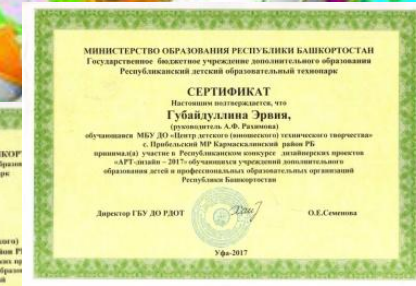 МИНИСТЕРСТВО ОБРАЗОВАНИЯ РЕСПУБЛИКИ БАШКОРТОСТАН
Государственное бюджетное учреждение дополнительного образования
Республиканский детский образовательный технопарк
СЕРТИФИКАТ
Настоящим подтверждается, что
Губайдуллина Эрвия,
(руководитель А.Ф. Рахимова)
обучающаяся МБУ ДО «Центр детского (юношеского) технического творчества»
с. Прибельский МР Кармаскалинский район РБ
принимал(а) участие в Республиканском конкурсе дизайнерских проектов
«АРТ-дизайн – 2017» обучающихся учреждений дополнительного
образования детей и профессиональных образовательных организаций
Республики Башкортостан
Директор ГБУ ДО РДОТ
О.Е.Семенова
Уфа-2017